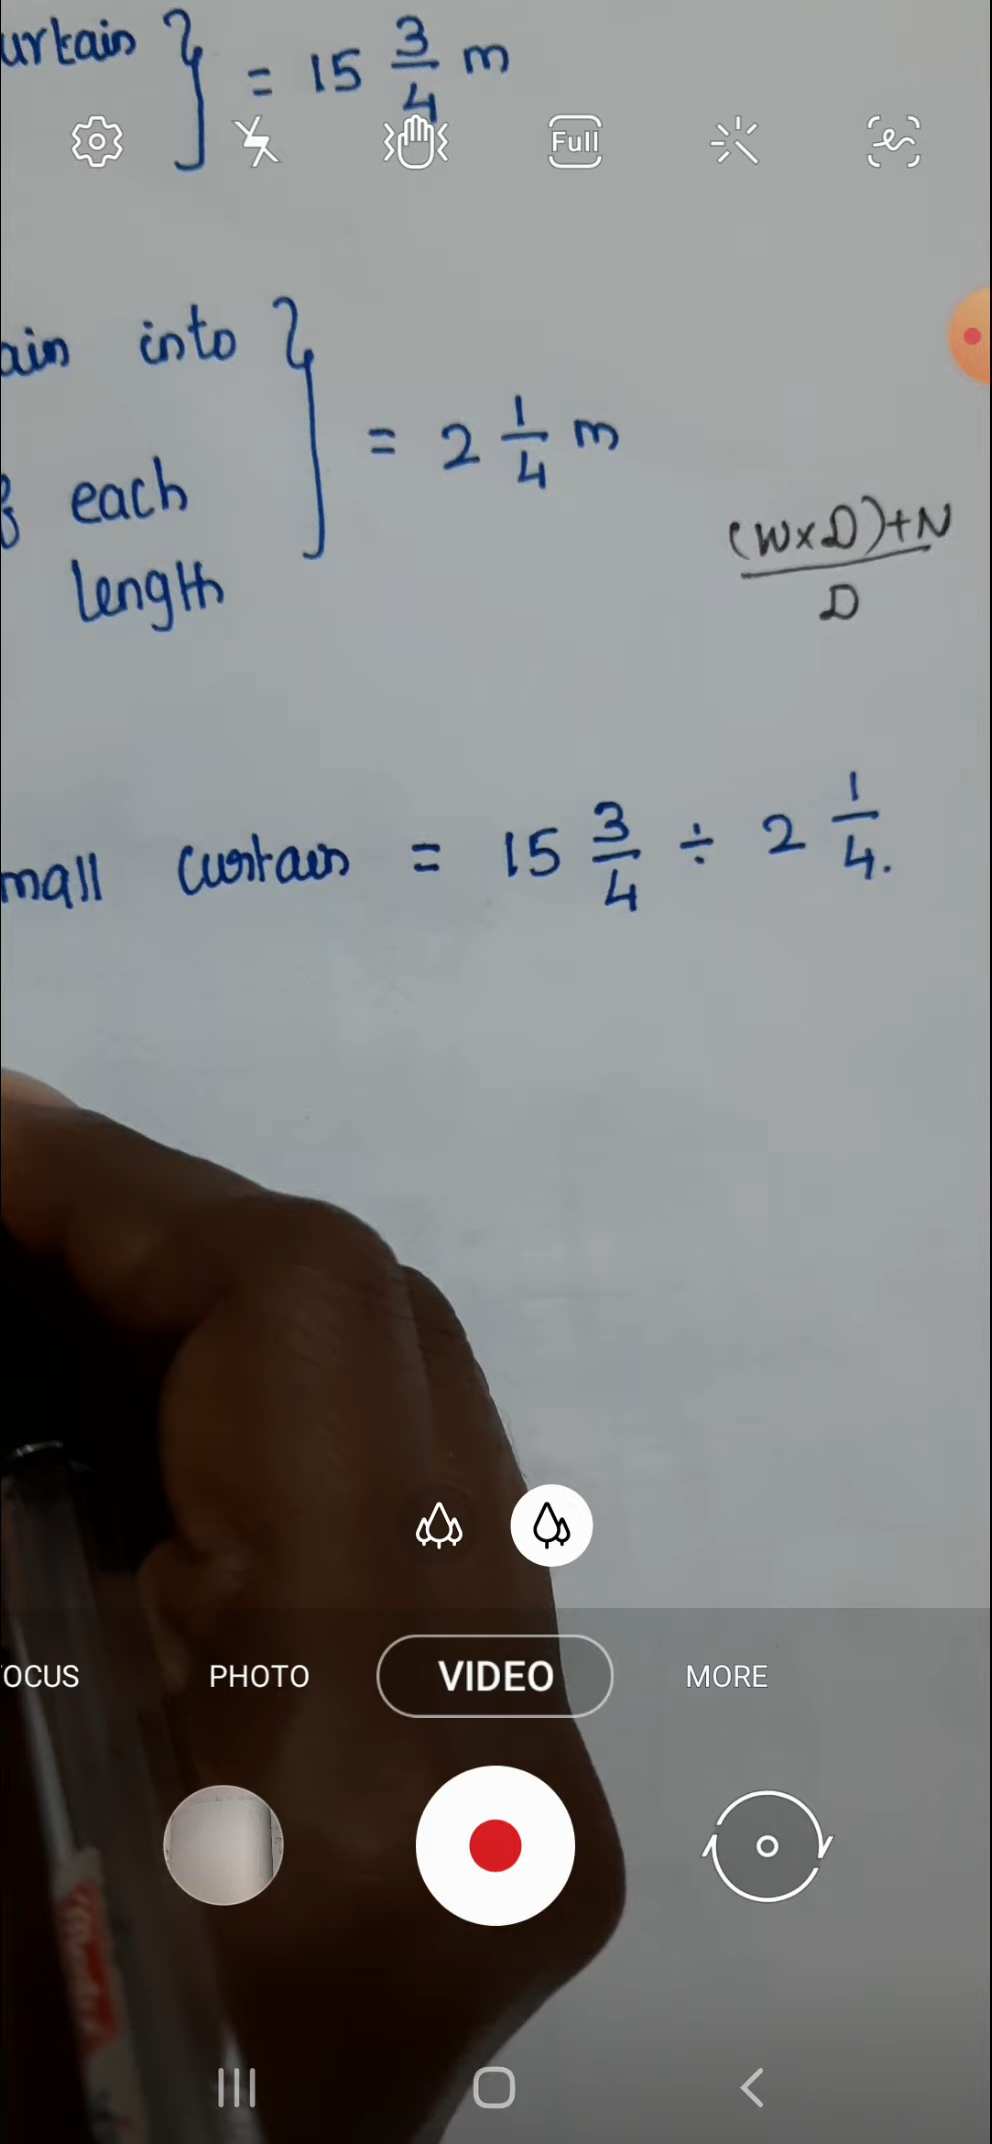 urtain } = 15 3/4 m
Full
ain into } = 2 1/4 m
each
length
(W×D)+N
D
mall curtain = 15 3/4 ÷ 2 1/4.
OCUS PHOTO VIDEO MORE